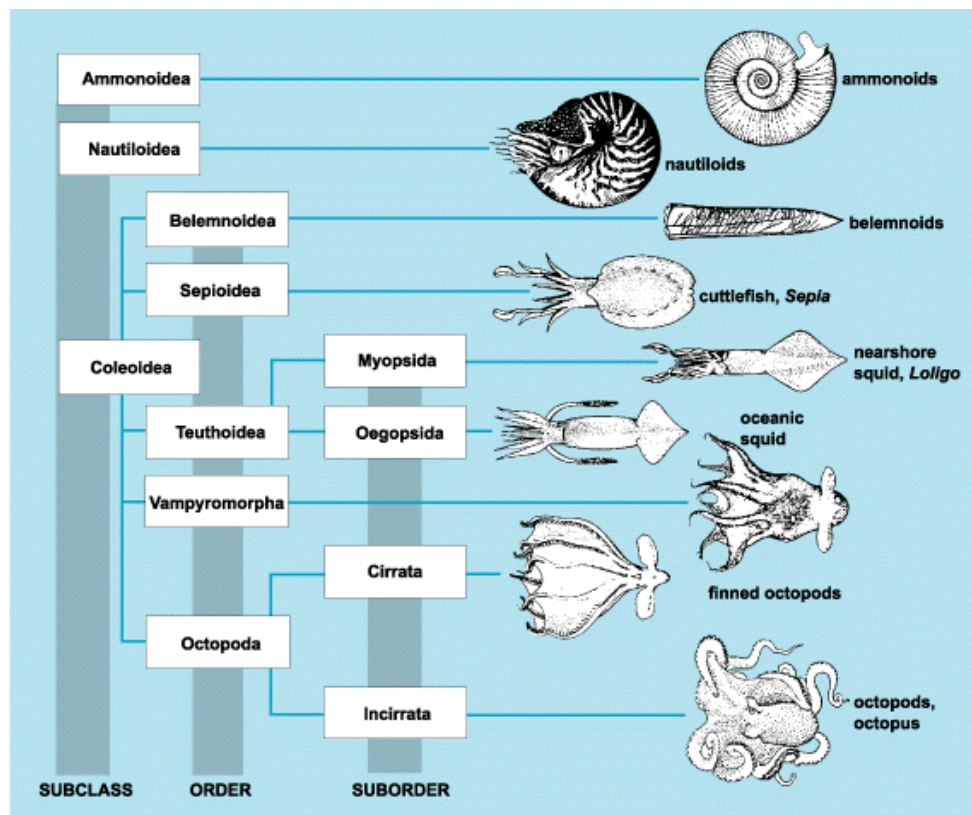 Ammonoidea
ammonoids
Nautiloidea
nautiloids
Belemnoidea
belemnoids
Sepioidea
cuttlefish, Sepia
Coleoidea
Myopsida
nearshore
squid, Loligo
Teuthoidea
Oegopsida
oceanic
squid
Vampyromorpha
Cirrata
finned octopods
Octopoda
Incirrata
octopods,
octopus
SUBCLASS
ORDER
SUBORDER